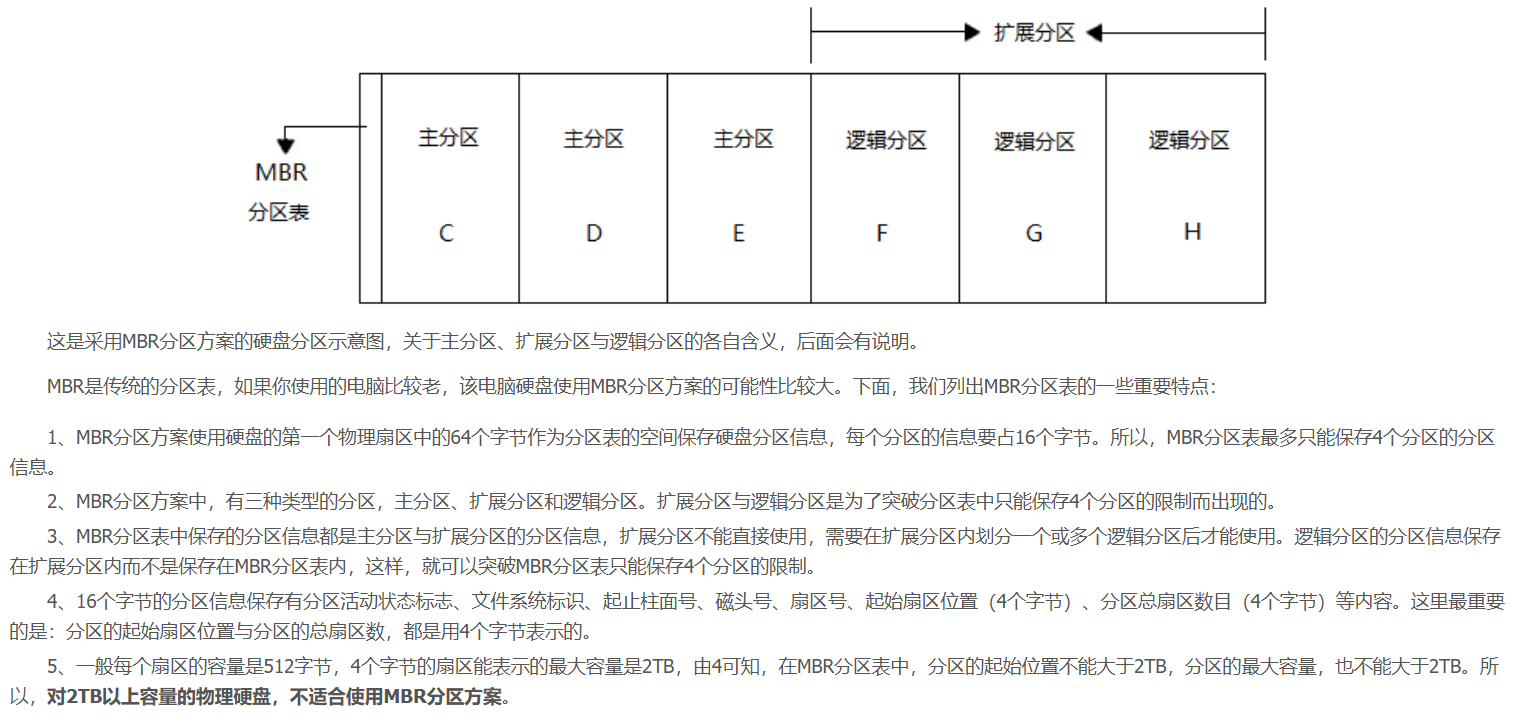 扩展分区
主分区 主分区 主分区 逻辑分区 逻辑分区 逻辑分区
MBR
分区表
C D E F G H
这是采用MBR分区方案的硬盘分区示意图，关于主分区、扩展分区与逻辑分区的各自含义，后面会有说明。
MBR是传统的分区表，如果你使用的电脑比较老，该电脑硬盘使用MBR分区方案的可能性比较大。下面，我们列出MBR分区表的一些重要特点：
1、MBR分区方案使用硬盘的第一个物理扇区中的64个字节作为分区表的空间保存硬盘分区信息，每个分区的信息要占16个字节。所以，MBR分区表最多只能保存4个分区的分区
信息。
2、MBR分区方案中，有三种类型的分区，主分区、扩展分区和逻辑分区。扩展分区与逻辑分区是为了突破分区表中只能保存4个分区的限制而出现的。
3、MBR分区表中保存的分区信息都是主分区与扩展分区的分区信息，扩展分区不能直接使用，需要在扩展分区内划分一个或多个逻辑分区后才能使用。逻辑分区的分区信息保存
在扩展分区内而不是保存在MBR分区表内，这样，就可以突破MBR分区表只能保存4个分区的限制。
4、16个字节的分区信息保存有分区活动状态标志、文件系统标识、起止柱面号、磁头号、扇区号、起始扇区位置（4个字节）、分区总扇区数目（4个字节）等内容。这里最重要
的是：分区的起始扇区位置与分区的总扇区数，都是用4个字节表示的。
5、一般每个扇区的容量是512字节，4个字节的扇区能表示的最大容量是2TB，由4可知，在MBR分区表中，分区的起始位置不能大于2TB，分区的最大容量，也不能大于2TB。所
以，对2TB以上容量的物理硬盘，不适合使用MBR分区方案。